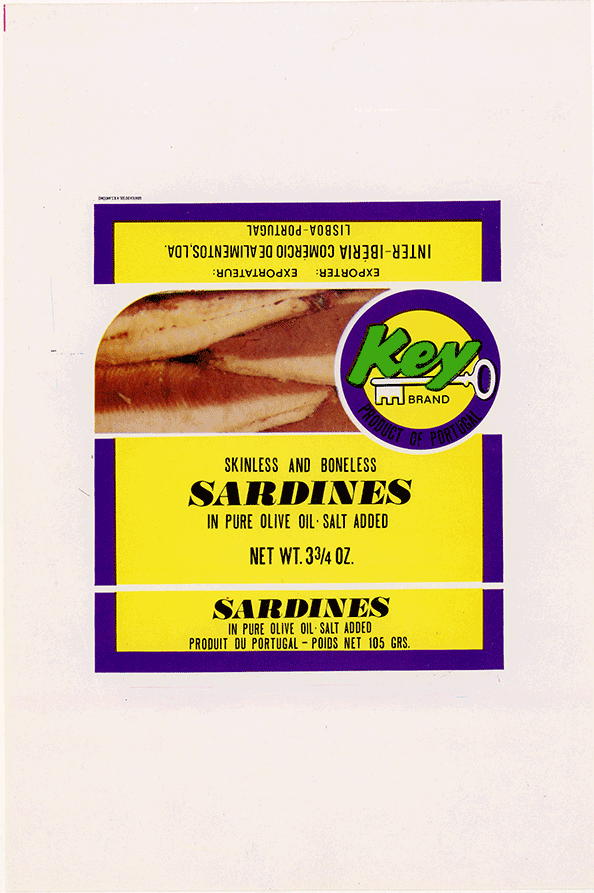 EXPORTER: EXPORTATEUR:
INTER-IBÉRIA COMÉRCIO DE ALIMENTOS, LDA.
LISBOA-PORTUGAL
Key
BRAND
PRODUCT OF PORTUGAL
SKINLESS AND BONELESS
SARDINES
IN PURE OLIVE OIL·SALT ADDED
NET WT. 3 3/4 OZ.
SARDINES
IN PURE OLIVE OIL·SALT ADDED
PRODUIT DU PORTUGAL – POIDS NET 105 GRS.